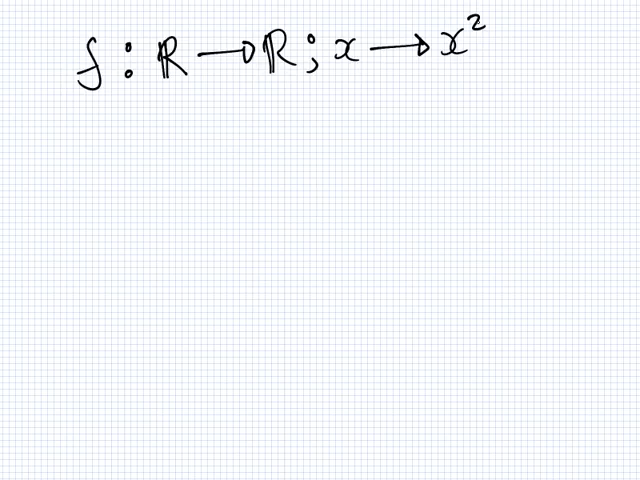 f : ℝ → ℝ ; x → x²